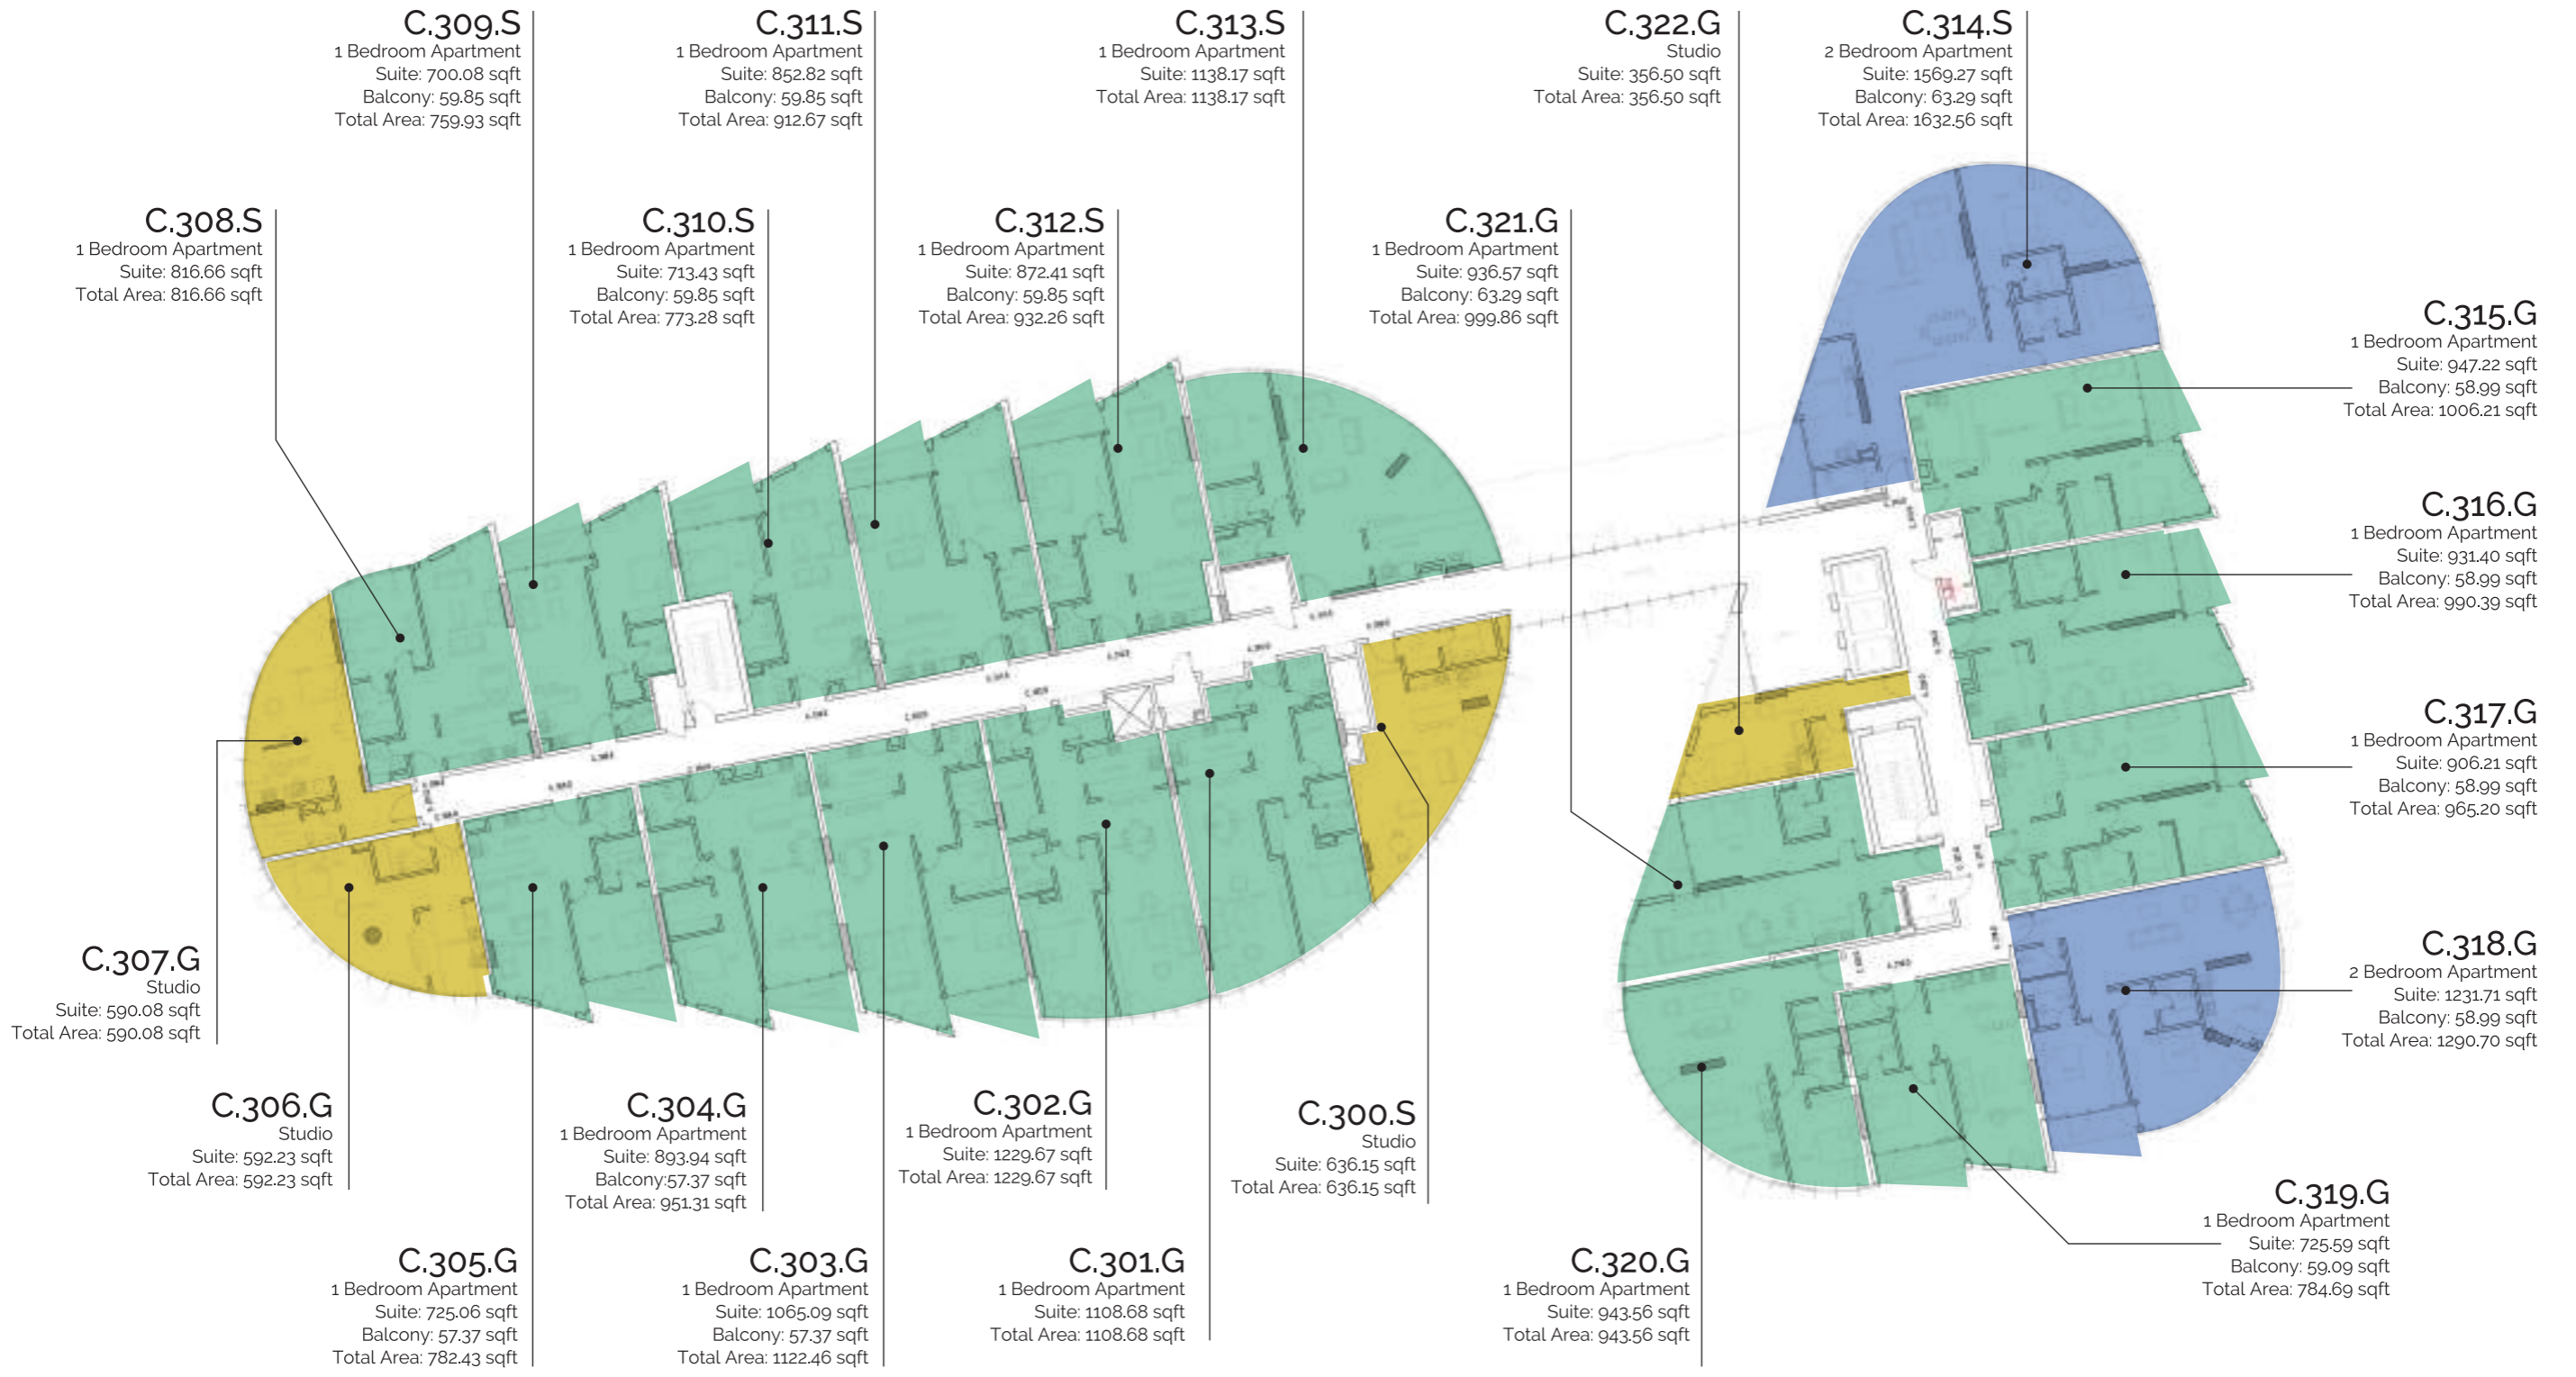 C.309.S
1 Bedroom Apartment
Suite: 700.08 sqft
Balcony: 59.85 sqft
Total Area: 759.93 sqft
C.311.S
1 Bedroom Apartment
Suite: 852.82 sqft
Balcony: 59.85 sqft
Total Area: 912.67 sqft
C.313.S
1 Bedroom Apartment
Suite: 1138.17 sqft
Total Area: 1138.17 sqft
C.322.G
Studio
Suite: 356.50 sqft
Total Area: 356.50 sqft
C.314.S
2 Bedroom Apartment
Suite: 1569.27 sqft
Balcony: 63.29 sqft
Total Area: 1632.56 sqft
C.308.S
1 Bedroom Apartment
Suite: 816.66 sqft
Total Area: 816.66 sqft
C.310.S
1 Bedroom Apartment
Suite: 713.43 sqft
Balcony: 59.85 sqft
Total Area: 773.28 sqft
C.312.S
1 Bedroom Apartment
Suite: 872.41 sqft
Balcony: 59.85 sqft
Total Area: 932.26 sqft
C.321.G
1 Bedroom Apartment
Suite: 936.57 sqft
Balcony: 63.29 sqft
Total Area: 999.86 sqft
C.315.G
1 Bedroom Apartment
Suite: 947.22 sqft
Balcony: 58.99 sqft
Total Area: 1006.21 sqft
C.316.G
1 Bedroom Apartment
Suite: 931.40 sqft
Balcony: 58.99 sqft
Total Area: 990.39 sqft
C.317.G
1 Bedroom Apartment
Suite: 906.21 sqft
Balcony: 58.99 sqft
Total Area: 965.20 sqft
C.318.G
2 Bedroom Apartment
Suite: 1231.71 sqft
Balcony: 58.99 sqft
Total Area: 1290.70 sqft
C.307.G
Studio
Suite: 590.08 sqft
Total Area: 590.08 sqft
C.306.G
Studio
Suite: 592.23 sqft
Total Area: 592.23 sqft
C.304.G
1 Bedroom Apartment
Suite: 893.94 sqft
Balcony:57.37 sqft
Total Area: 951.31 sqft
C.302.G
1 Bedroom Apartment
Suite: 1229.67 sqft
Total Area: 1229.67 sqft
C.300.S
Studio
Suite: 636.15 sqft
Total Area: 636.15 sqft
C.319.G
1 Bedroom Apartment
Suite: 725.59 sqft
Balcony: 59.09 sqft
Total Area: 784.69 sqft
C.305.G
1 Bedroom Apartment
Suite: 725.06 sqft
Balcony: 57.37 sqft
Total Area: 782.43 sqft
C.303.G
1 Bedroom Apartment
Suite: 1065.09 sqft
Balcony: 57.37 sqft
Total Area: 1122.46 sqft
C.301.G
1 Bedroom Apartment
Suite: 1108.68 sqft
Total Area: 1108.68 sqft
C.320.G
1 Bedroom Apartment
Suite: 943.56 sqft
Total Area: 943.56 sqft